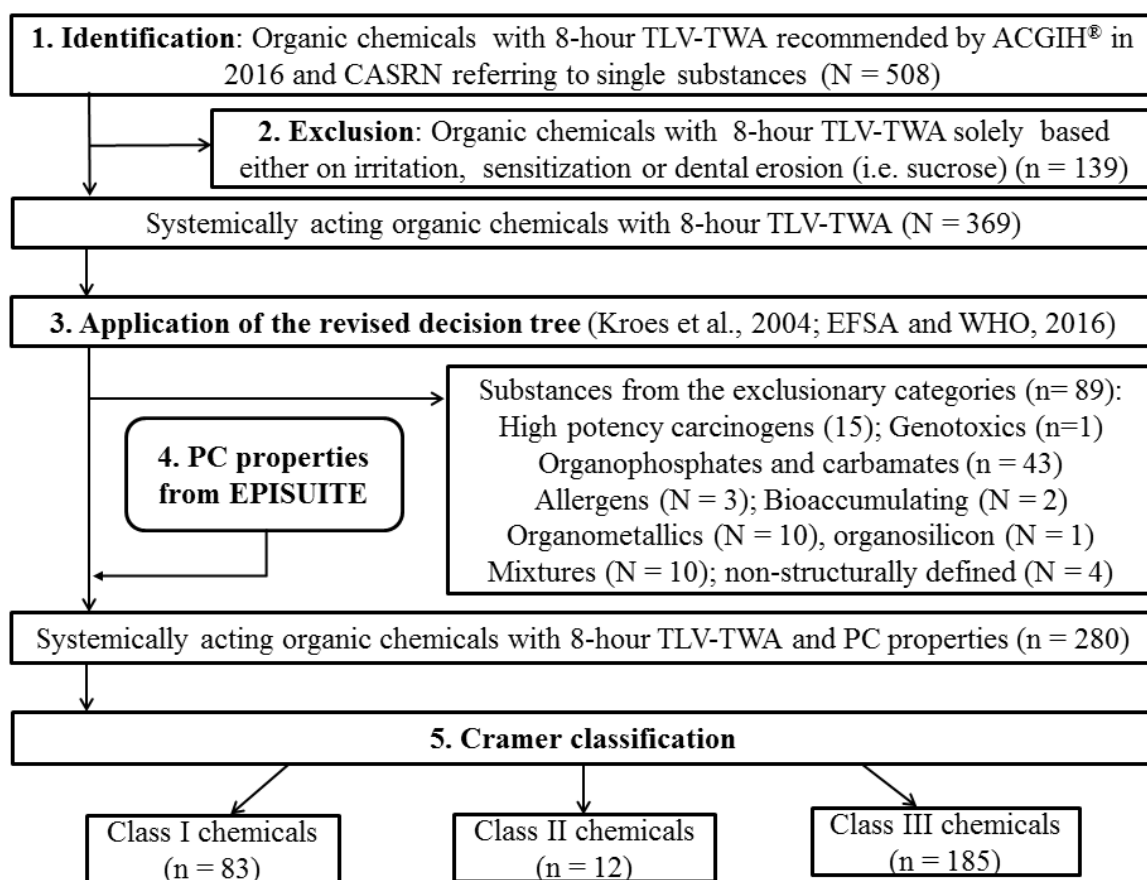 1. Identification: Organic chemicals with 8-hour TLV-TWA recommended by ACGIH® in
2016 and CASRN referring to single substances (N = 508)
2. Exclusion: Organic chemicals with 8-hour TLV-TWA solely based
either on irritation, sensitization or dental erosion (i.e. sucrose) (n = 139)
Systemically acting organic chemicals with 8-hour TLV-TWA (N = 369)
3. Application of the revised decision tree (Kroes et al., 2004; EFSA and WHO, 2016)
Substances from the exclusionary categories (n= 89):
High potency carcinogens (15); Genotoxics (n=1)
Organophosphates and carbamates (n = 43)
Allergens (N = 3); Bioaccumulating (N = 2)
Organometallics (N = 10), organosilicon (N = 1)
Mixtures (N = 10); non-structurally defined (N = 4)
4. PC properties
from EPISUITE
Systemically acting organic chemicals with 8-hour TLV-TWA and PC properties (n = 280)
5. Cramer classification
Class I chemicals
(n = 83)
Class II chemicals
(n = 12)
Class III chemicals
(n = 185)